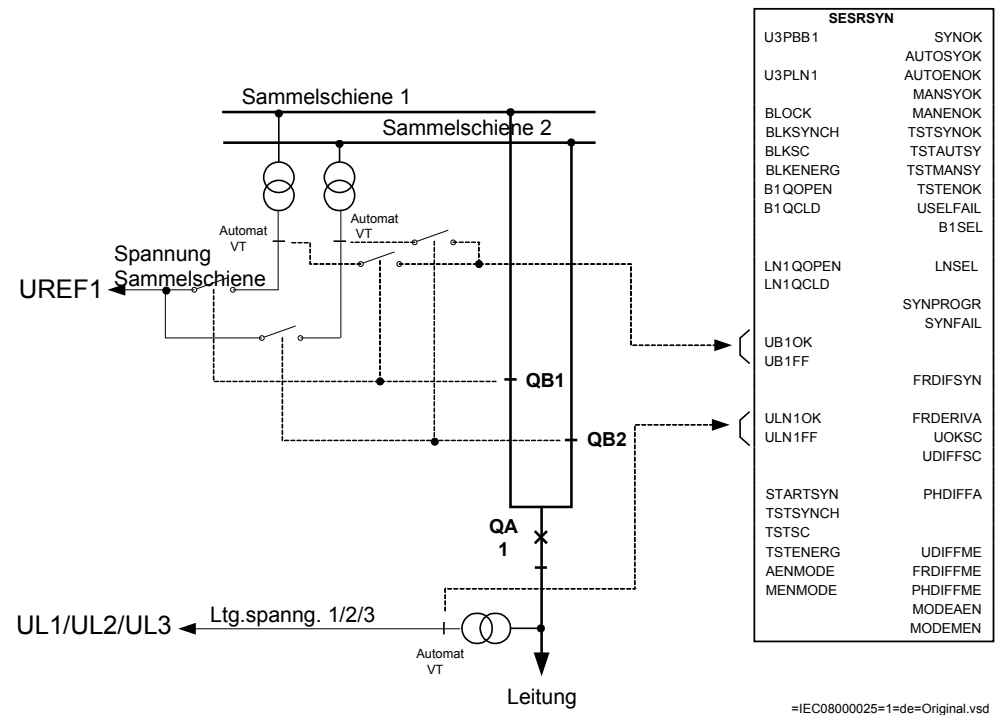 SESRSYN
U3PBB1 SYNOK
AUTOSYOK
U3PLN1 AUTOENOK
MANSYOK
BLOCK MANENOK
BLKSYNCH TSTSYNOK
BLKSC TSTAUTSY
BLKENERG TSTMANSY
B1QOPEN TSTENOK
B1QCLD USELFAIL
B1SEL
LN1QOPEN LNSEL
LN1QCLD
SYNPROGR
SYNFAIL
UB1OK
UB1FF
FRDIFSYN
ULN1OK FRDERIVA
ULN1FF UOKSC
UDIFFSC
STARTSYN PHDIFFA
TSTSYNCH
TSTSC
TSTENERG UDIFFME
AENMODE FRDIFFME
MENMODE PHDIFFME
MODEAEN
MODEMEN
Sammelschiene 1
Sammelschiene 2
Automat
VT
Automat
VT
Spannung
Sammelschiene
UREF1
QB1
QB2
QA
1
UL1/UL2/UL3
Ltg.spanng. 1/2/3
Automat
VT
Leitung
=IEC08000025=1=de=Original.vsd